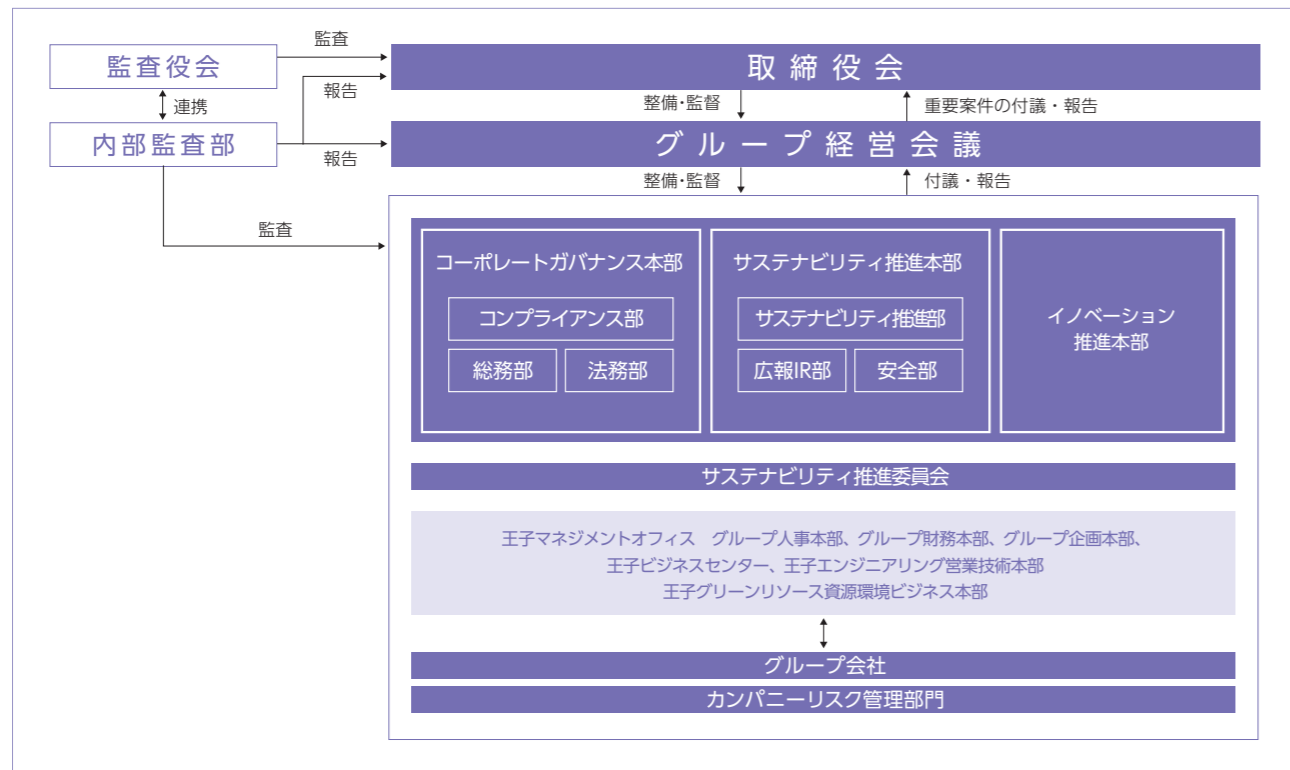 監査役会
監査
取締役会
報告
連携
整備・監督
重要案件の付議・報告
内部監査部
グループ経営会議
報告
整備・監督
付議・報告
監査
コーポレートガバナンス本部
コンプライアンス部
総務部
法務部
サステナビリティ推進本部
サステナビリティ推進部
広報IR部
安全部
イノベーション
推進本部
サステナビリティ推進委員会
王子マネジメントオフィス　グループ人事本部、グループ財務本部、グループ企画本部、
王子ビジネスセンター、王子エンジニアリング営業技術本部
王子グリーンリソース資源環境ビジネス本部
グループ会社
カンパニーリスク管理部門